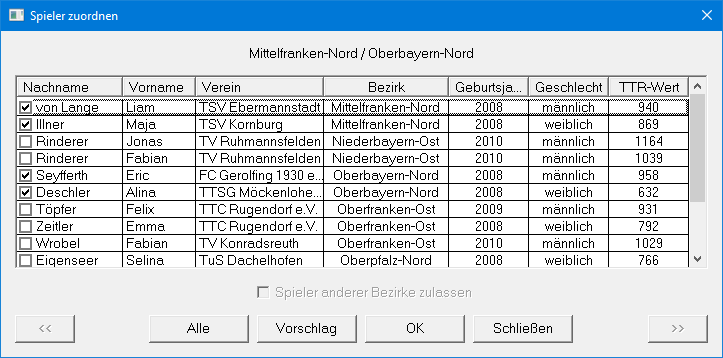 Spieler zuordnen
Mittelfranken-Nord / Oberbayern-Nord
Nachname Vorname Verein Bezirk Geburtsja... Geschlecht TTR-Wert
von Lange Liam TSV Ebermannstadt Mittelfranken-Nord 2008 männlich 940
Illner Maja TSV Kornburg Mittelfranken-Nord 2008 weiblich 869
Rinderer Jonas TV Ruhmannsfelden Niederbayern-Ost 2010 männlich 1164
Rinderer Fabian TV Ruhmannsfelden Niederbayern-Ost 2010 männlich 1039
Seyfferth Eric FC Gerolfing 1930 e... Oberbayern-Nord 2008 männlich 958
Deschler Alina TTSG Möckenlohe... Oberbayern-Nord 2008 weiblich 632
Töpfer Felix TTC Rugendorf e.V. Oberfranken-Ost 2009 männlich 931
Zeitler Emma TTC Rugendorf e.V. Oberfranken-Ost 2008 weiblich 792
Wrobel Fabian TV Konradsreuth Oberfranken-Ost 2010 männlich 1029
Eigenseer Selina TuS Dachelhofen Oberpfalz-Nord 2008 weiblich 766
Spieler anderer Bezirke zulassen
<< Alle Vorschlag OK Schließen >>